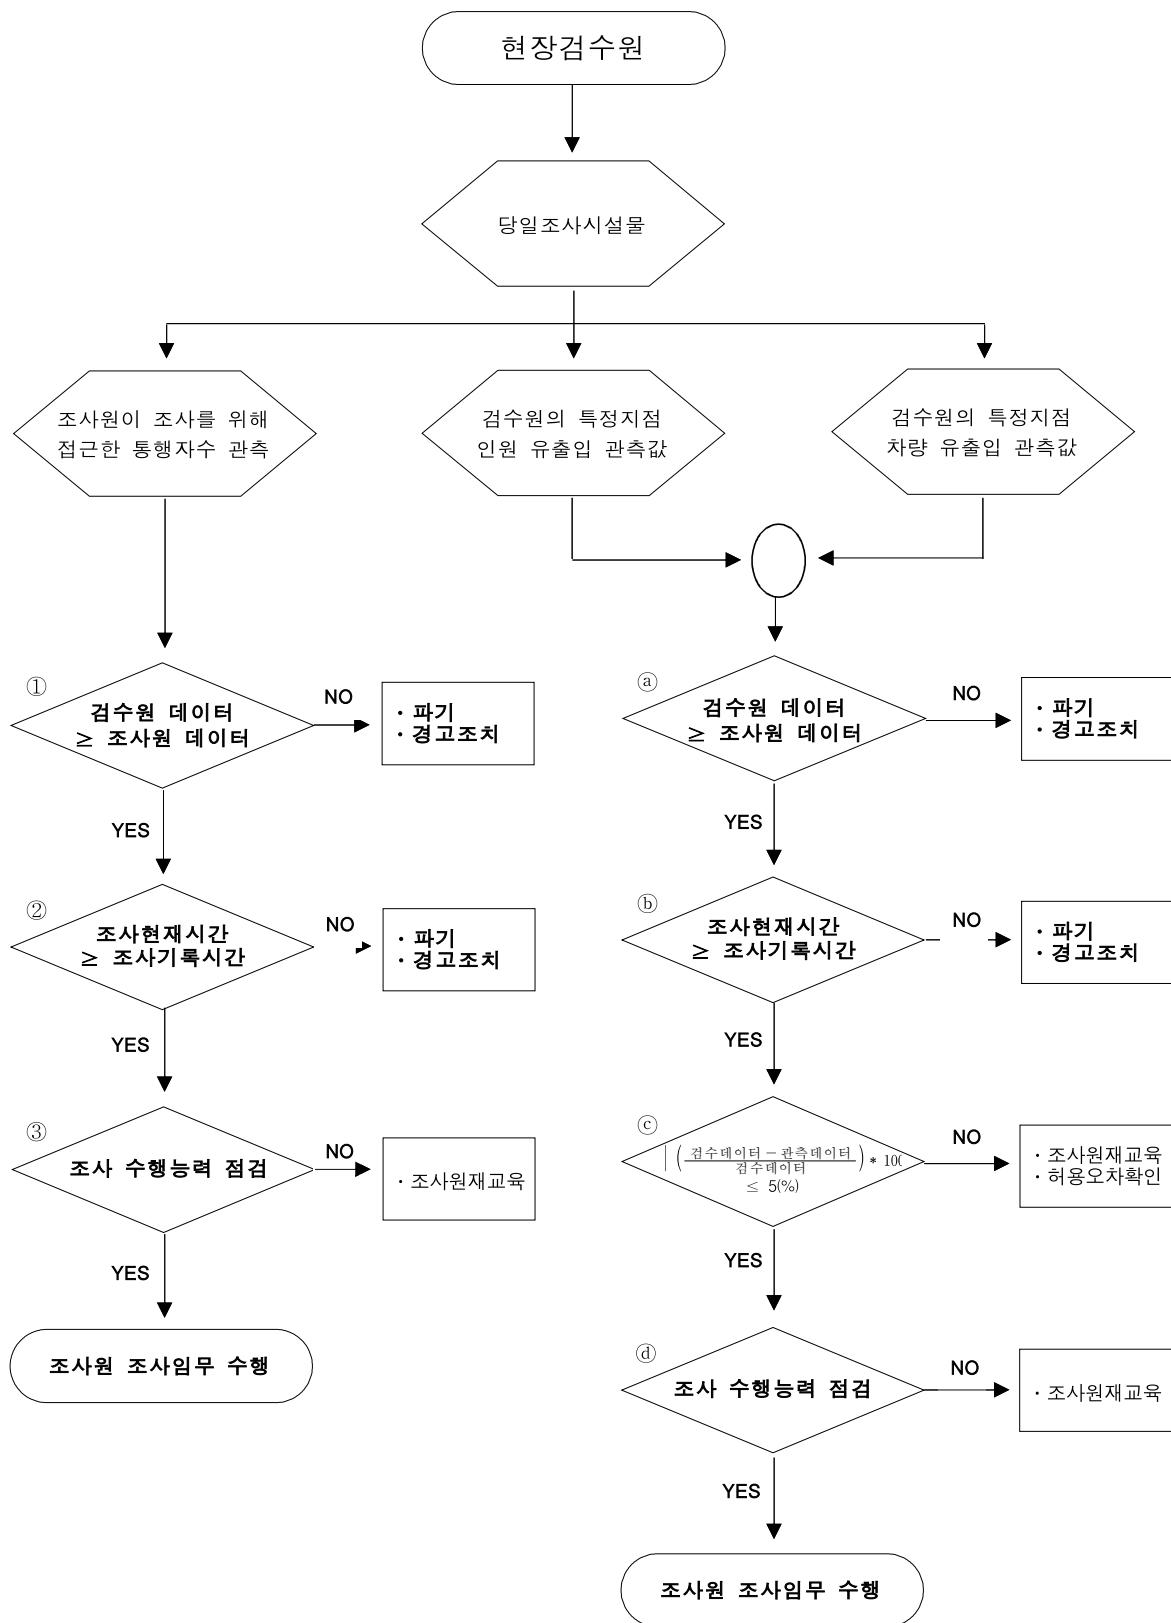 현장검수원
당일조사시설물
조사원이 조사를 위해
접근한 통행자수 관측
검수원의 특정지점
인원 유출입 관측값
검수원의 특정지점
차량 유출입 관측값
①
검수원 데이터
≥ 조사원 데이터
NO
· 파기
· 경고조치
YES
②
조사현재시간
≥ 조사기록시간
NO
· 파기
· 경고조치
YES
③
조사 수행능력 점검
NO
· 조사원재교육
YES
조사원 조사임무 수행
ⓐ
검수원 데이터
≥ 조사원 데이터
NO
· 파기
· 경고조치
YES
ⓑ
조사현재시간
≥ 조사기록시간
NO
· 파기
· 경고조치
YES
ⓒ
| ( 검수데이터 − 관측데이터
검수데이터 ) * 10(
≤ 5(%)
NO
· 조사원재교육
· 허용오차확인
YES
ⓓ
조사 수행능력 점검
NO
· 조사원재교육
YES
조사원 조사임무 수행